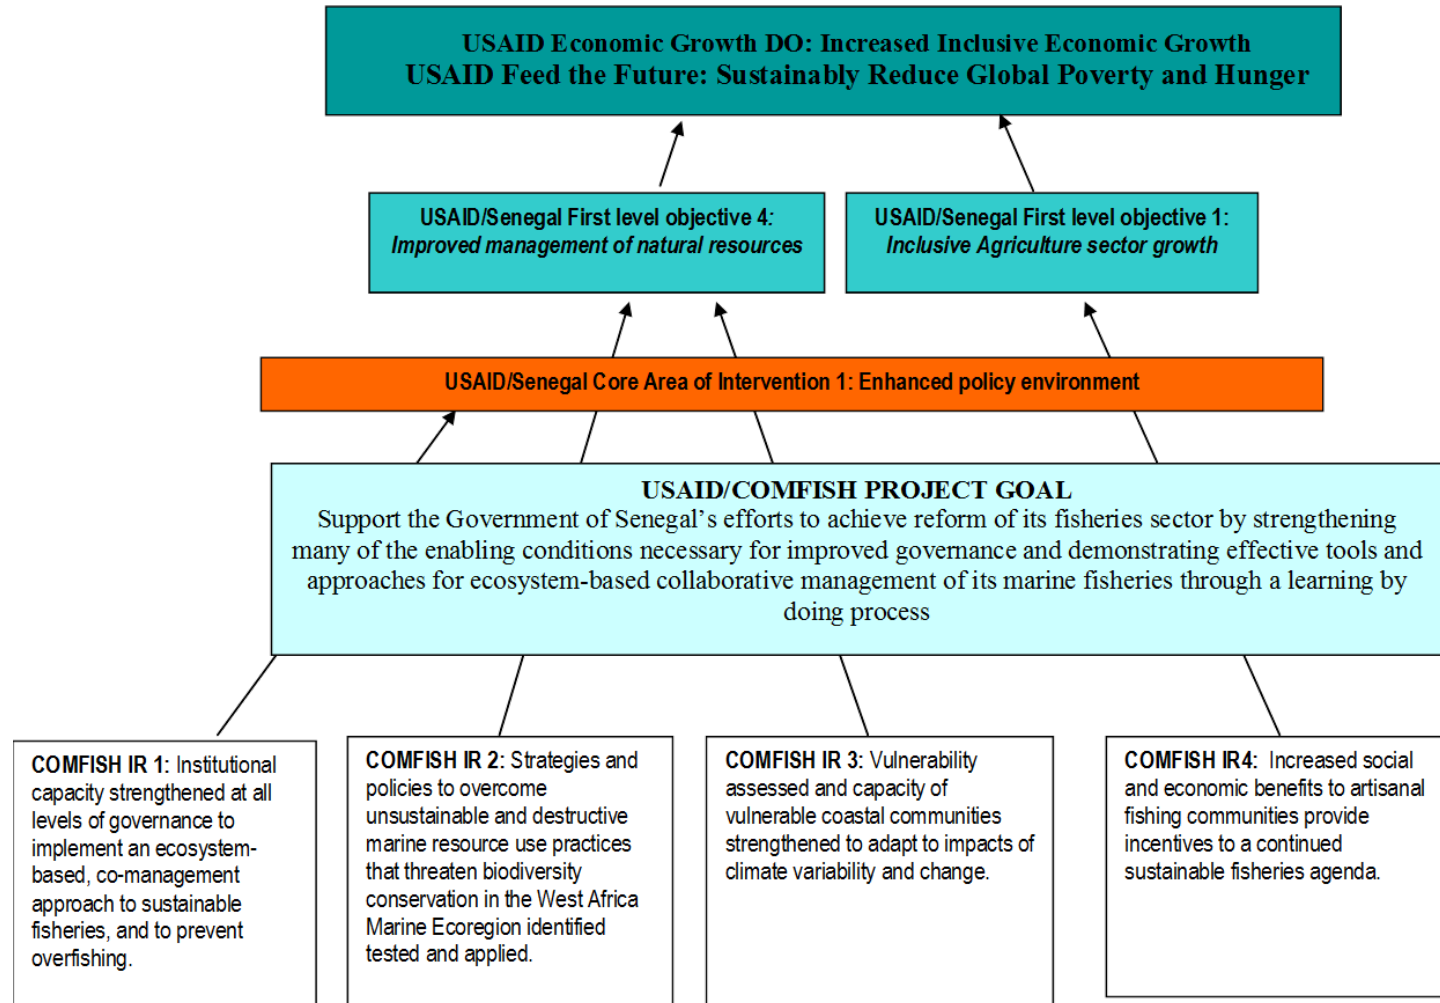 USAID Economic Growth DO: Increased Inclusive Economic Growth
USAID Feed the Future: Sustainably Reduce Global Poverty and Hunger
USAID/Senegal First level objective 4:
Improved management of natural resources
USAID/Senegal First level objective 1:
Inclusive Agriculture sector growth
USAID/Senegal Core Area of Intervention 1: Enhanced policy environment
USAID/COMFISH PROJECT GOAL
Support the Government of Senegal’s efforts to achieve reform of its fisheries sector by strengthening
many of the enabling conditions necessary for improved governance and demonstrating effective tools and
approaches for ecosystem-based collaborative management of its marine fisheries through a learning by
doing process
COMFISH IR 1: Institutional
capacity strengthened at all
levels of governance to
implement an ecosystem-
based, co-management
approach to sustainable
fisheries, and to prevent
overfishing.
COMFISH IR 2: Strategies and
policies to overcome
unsustainable and destructive
marine resource use practices
that threaten biodiversity
conservation in the West Africa
Marine Ecoregion identified
tested and applied.
COMFISH IR 3: Vulnerability
assessed and capacity of
vulnerable coastal communities
strengthened to adapt to impacts of
climate variability and change.
COMFISH IR4: Increased social
and economic benefits to artisanal
fishing communities provide
incentives to a continued
sustainable fisheries agenda.